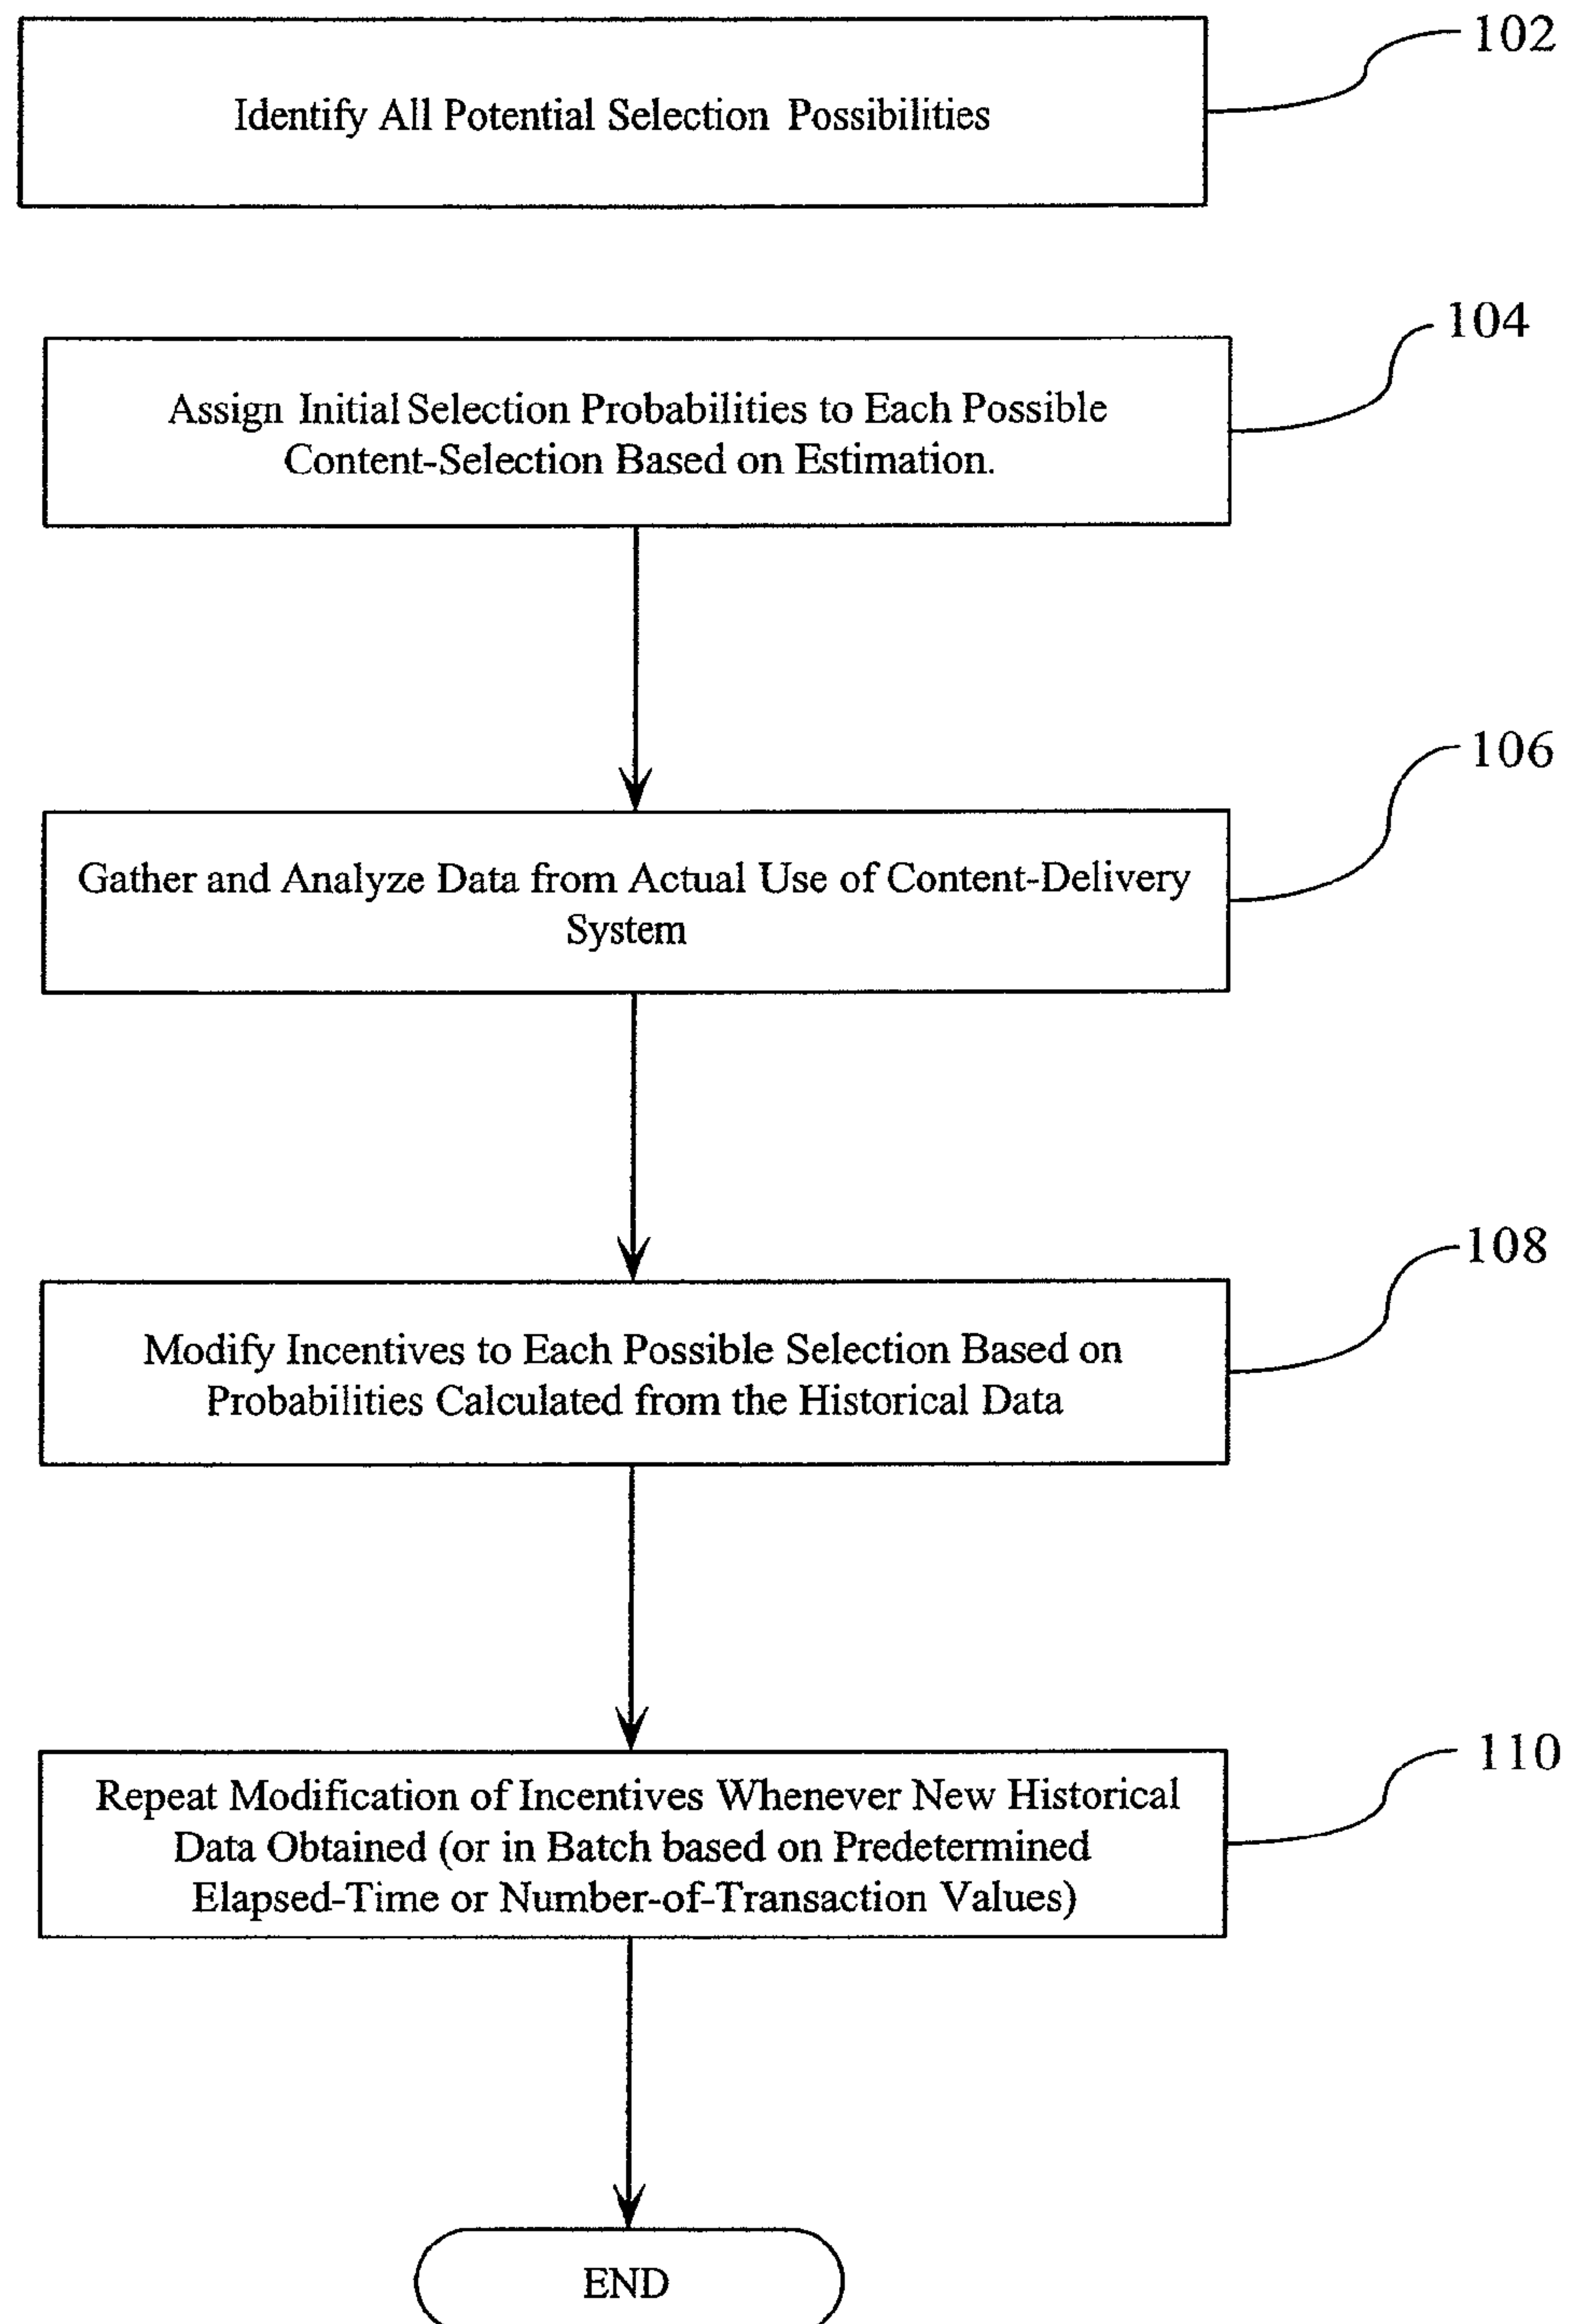 102
Identify All Potential Selection Possibilities
104
Assign Initial Selection Probabilities to Each Possible
Content-Selection Based on Estimation.
106
Gather and Analyze Data from Actual Use of Content-Delivery
System
108
Modify Incentives to Each Possible Selection Based on
Probabilities Calculated from the Historical Data
110
Repeat Modification of Incentives Whenever New Historical
Data Obtained (or in Batch based on Predetermined
Elapsed-Time or Number-of-Transaction Values)
END